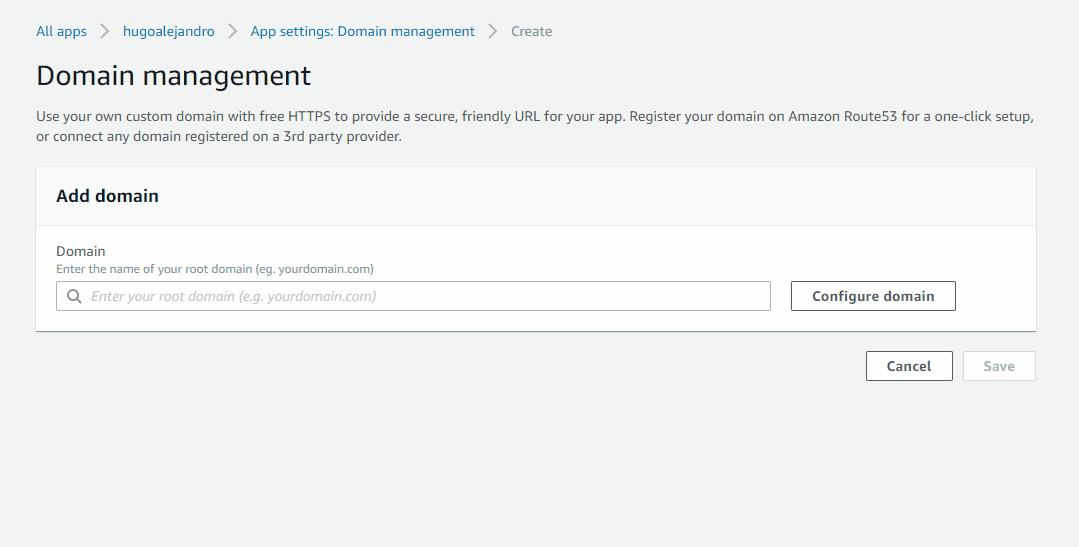 All apps > hugoalejandro > App settings: Domain management > Create
Domain management
Use your own custom domain with free HTTPS to provide a secure, friendly URL for your app. Register your domain on Amazon Route53 for a one-click setup,
or connect any domain registered on a 3rd party provider.
Add domain
Domain
Enter the name of your root domain (eg. yourdomain.com)
Enter your root domain (e.g. yourdomain.com) Configure domain
Cancel Save